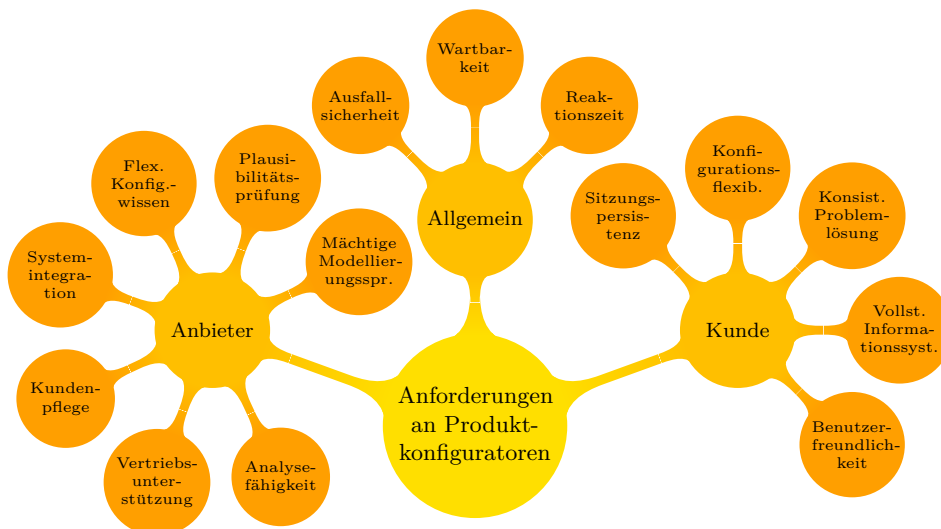 Wartbar-
keit
Ausfall-
sicherheit
Reak-
tionszeit
Allgemein
Flex.
Konfig.-
wissen
Plausi-
bilitäts-
prüfung
System-
integra-
tion
Mächtige
Modellier-
ungsspr.
Anbieter
Kunden-
pflege
Vertriebs-
unter-
stützung
Analyse-
fähigkeit
Anforderungen
an Produkt-
konfiguratoren
Sitzungs-
persis-
tenz
Konfi-
gurations-
flexib.
Konsist.
Problem-
lösung
Kunde
Vollst.
Informa-
tionssyst.
Benutzer-
freundlich-
keit